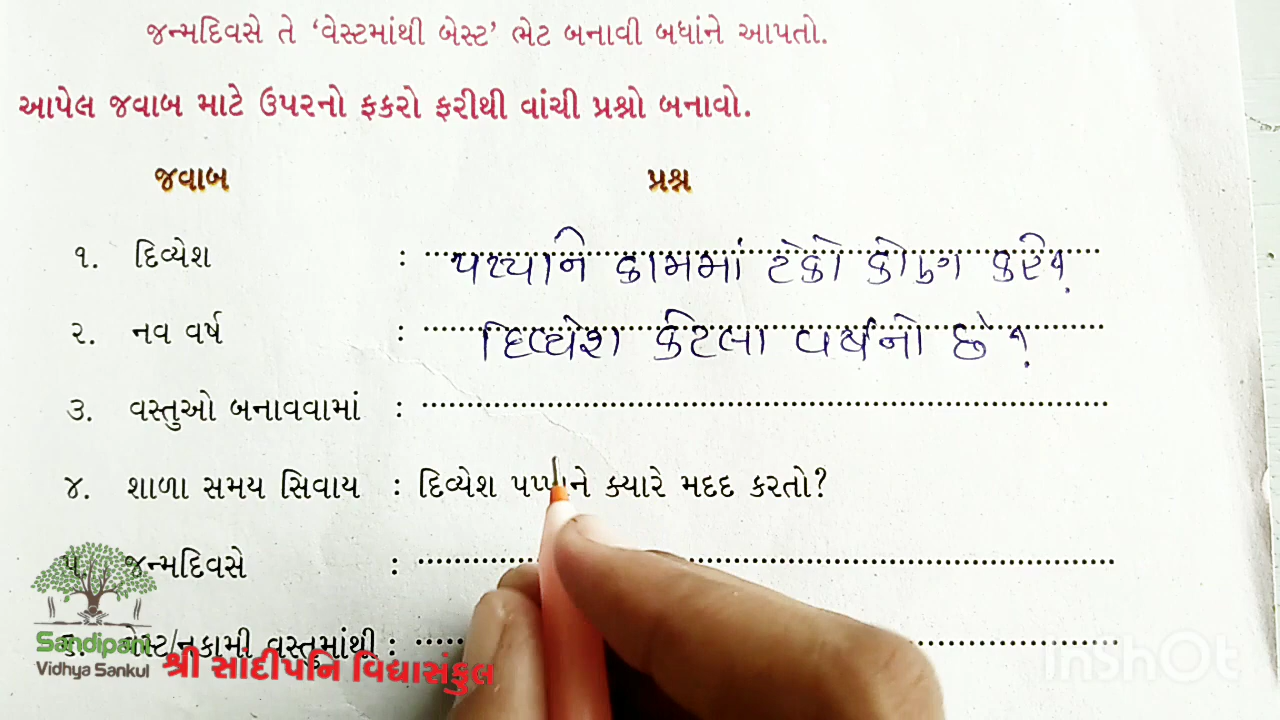 જન્મદિવસે તે ‘વેસ્ટમાંથી બેસ્ટ’ ભેટ બનાવી બધાંને આપતો.
આપેલ જવાબ માટે ઉપરનો ફકરો ફરીથી વાંચી પ્રશ્નો બનાવો.
જવાબ પ્રશ્ન
૧. દિવ્યેશ : પપ્પાને કામમાં ટેકો કોણ કરે?
૨. નવ વર્ષ : દિવ્યેશ કેટલા વર્ષનો છે?
૩. વસ્તુઓ બનાવવામાં :
૪. શાળા સમય સિવાય : દિવ્યેશ પપ્પાને ક્યારે મદદ કરતો?
૫. જન્મદિવસે :
વેસ્ટ/નકામી વસ્તુમાંથી :
Sandipani
Vidhya Sankul
શ્રી સાંદીપનિ વિદ્યાસંકુલ
InshOt